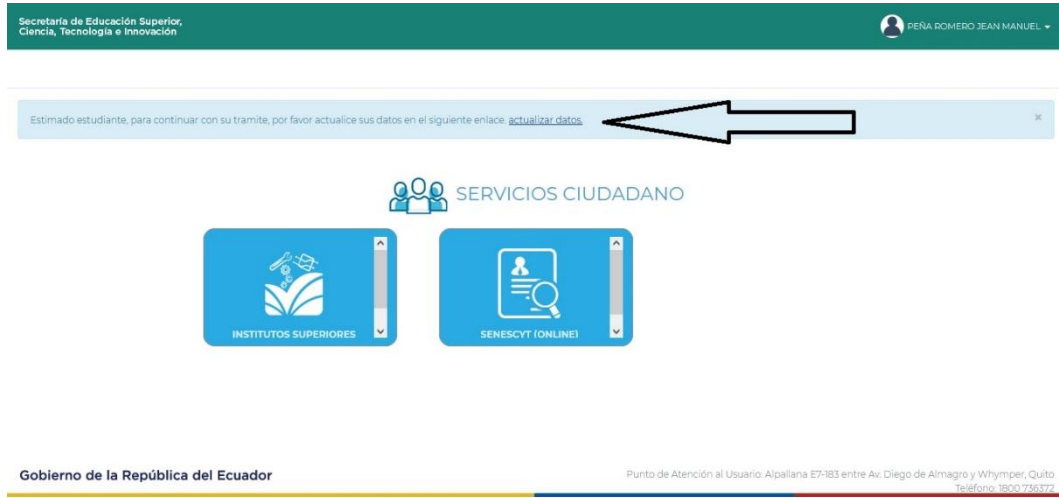 Secretaría de Educación Superior,
Ciencia, Tecnología e Innovación
PEÑA ROMERO JEAN MANUEL
Estimado estudiante, para continuar con su tramite, por favor actualice sus datos en el siguiente enlace: actualizar datos.
SERVICIOS CIUDADANO
INSTITUTOS SUPERIORES
SENESCYT (ONLINE)
Gobierno de la República del Ecuador
Punto de Atención al Usuario: Alpallana E7-183 entre Av. Diego de Almagro y Whymper, Quito
Teléfono: 1800 736372